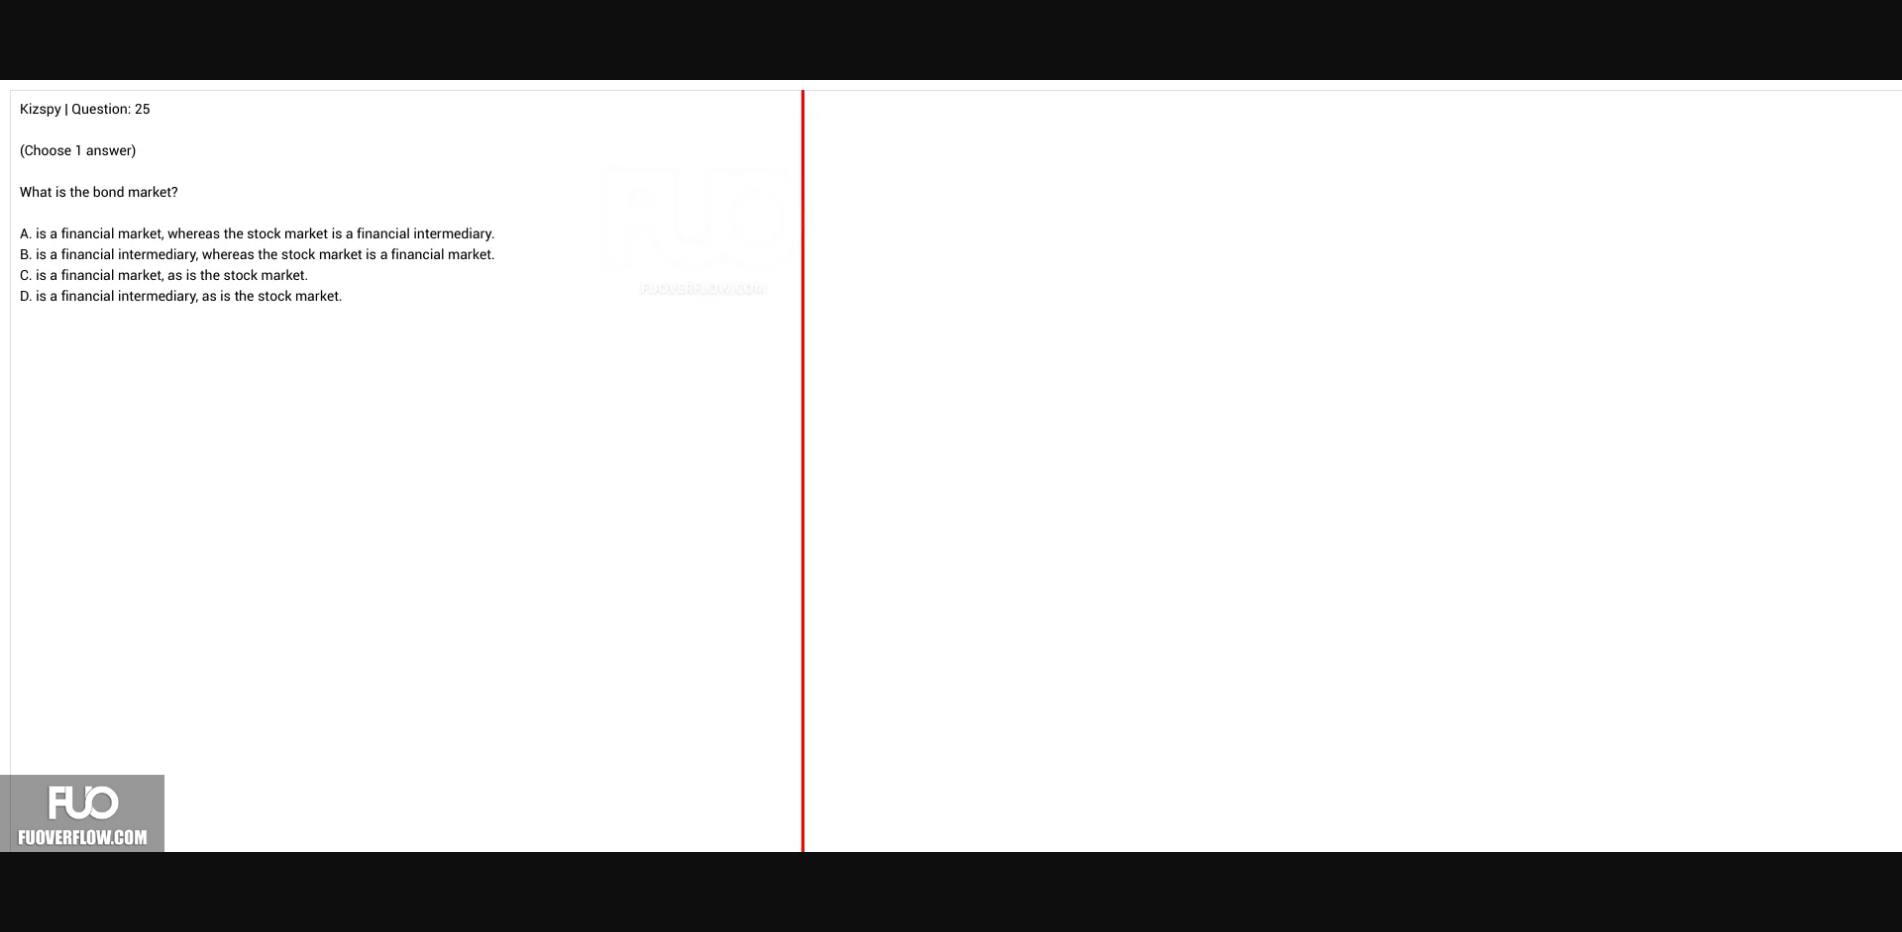 Kizspy | Question: 25
(Choose 1 answer)
What is the bond market?
A. is a financial market, whereas the stock market is a financial intermediary.
B. is a financial intermediary, whereas the stock market is a financial market.
C. is a financial market, as is the stock market.
D. is a financial intermediary, as is the stock market.
FUO
FUOVERFLOW.COM
FUO
FUOVERFLOW.COM